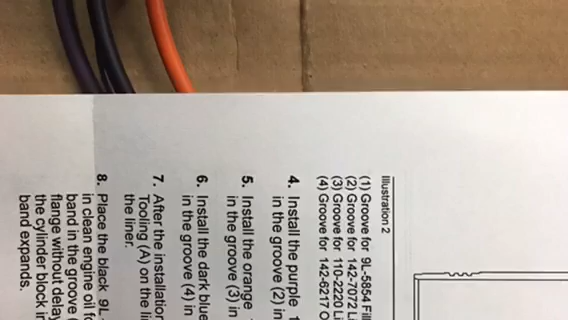 Illustration 2
(1) Groove for 9L-5854 Fill
(2) Groove for 142-7072 Li
(3) Groove for 110-2220 Li
(4) Groove for 142-6217 O
4. Install the purple 1
in the groove (2) in
5. Install the orange
in the groove (3) in
6. Install the dark blue
in the groove (4) in
7. After the installation
Tooling (A) on the li
the liner.
8. Place the black 9L
in clean engine oil fo
band in the groove (
flange without delay
the cylinder block in
band expands.